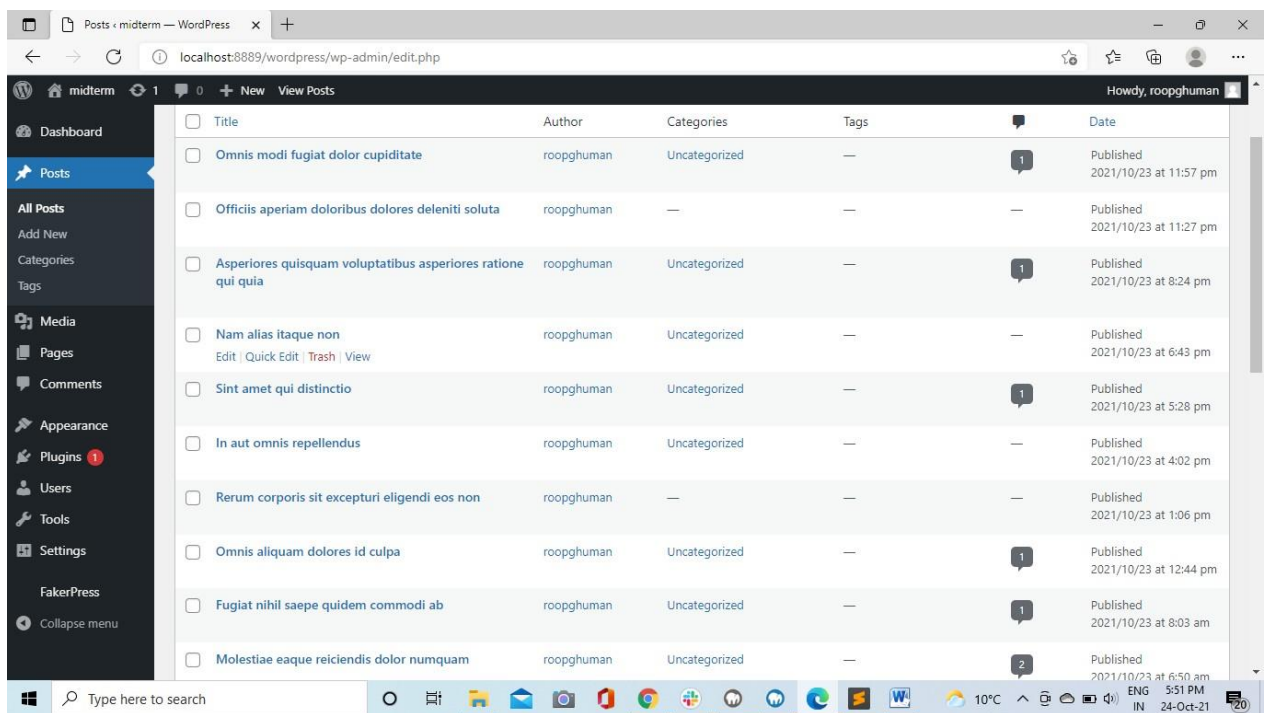 Posts ‹ midterm — WordPress
localhost:8889/wordpress/wp-admin/edit.php
midterm 1 0 New View Posts Howdy, roopghuman
Dashboard
Posts
All Posts
Add New
Categories
Tags
Media
Pages
Comments
Appearance
Plugins 1
Users
Tools
Settings
FakerPress
Collapse menu
Title Author Categories Tags Date
Omnis modi fugiat dolor cupiditate roopghuman Uncategorized — 1 Published
2021/10/23 at 11:57 pm
Officiis aperiam doloribus dolores deleniti soluta roopghuman — — — Published
2021/10/23 at 11:27 pm
Asperiores quisquam voluptatibus asperiores ratione roopghuman Uncategorized — 1 Published
qui quia 2021/10/23 at 8:24 pm
Nam alias itaque non roopghuman Uncategorized — — Published
Edit | Quick Edit | Trash | View 2021/10/23 at 6:43 pm
Sint amet qui distinctio roopghuman Uncategorized — 1 Published
2021/10/23 at 5:28 pm
In aut omnis repellendus roopghuman Uncategorized — — Published
2021/10/23 at 4:02 pm
Rerum corporis sit excepturi eligendi eos non roopghuman — — — Published
2021/10/23 at 1:06 pm
Omnis aliquam dolores id culpa roopghuman Uncategorized — 1 Published
2021/10/23 at 12:44 pm
Fugiat nihil saepe quidem commodi ab roopghuman Uncategorized — 1 Published
2021/10/23 at 8:03 am
Molestiae eaque reiciendis dolor numquam roopghuman Uncategorized — 2 Published
2021/10/23 at 6:50 am
Type here to search 10°C ENG 5:51 PM
IN 24-Oct-21 20